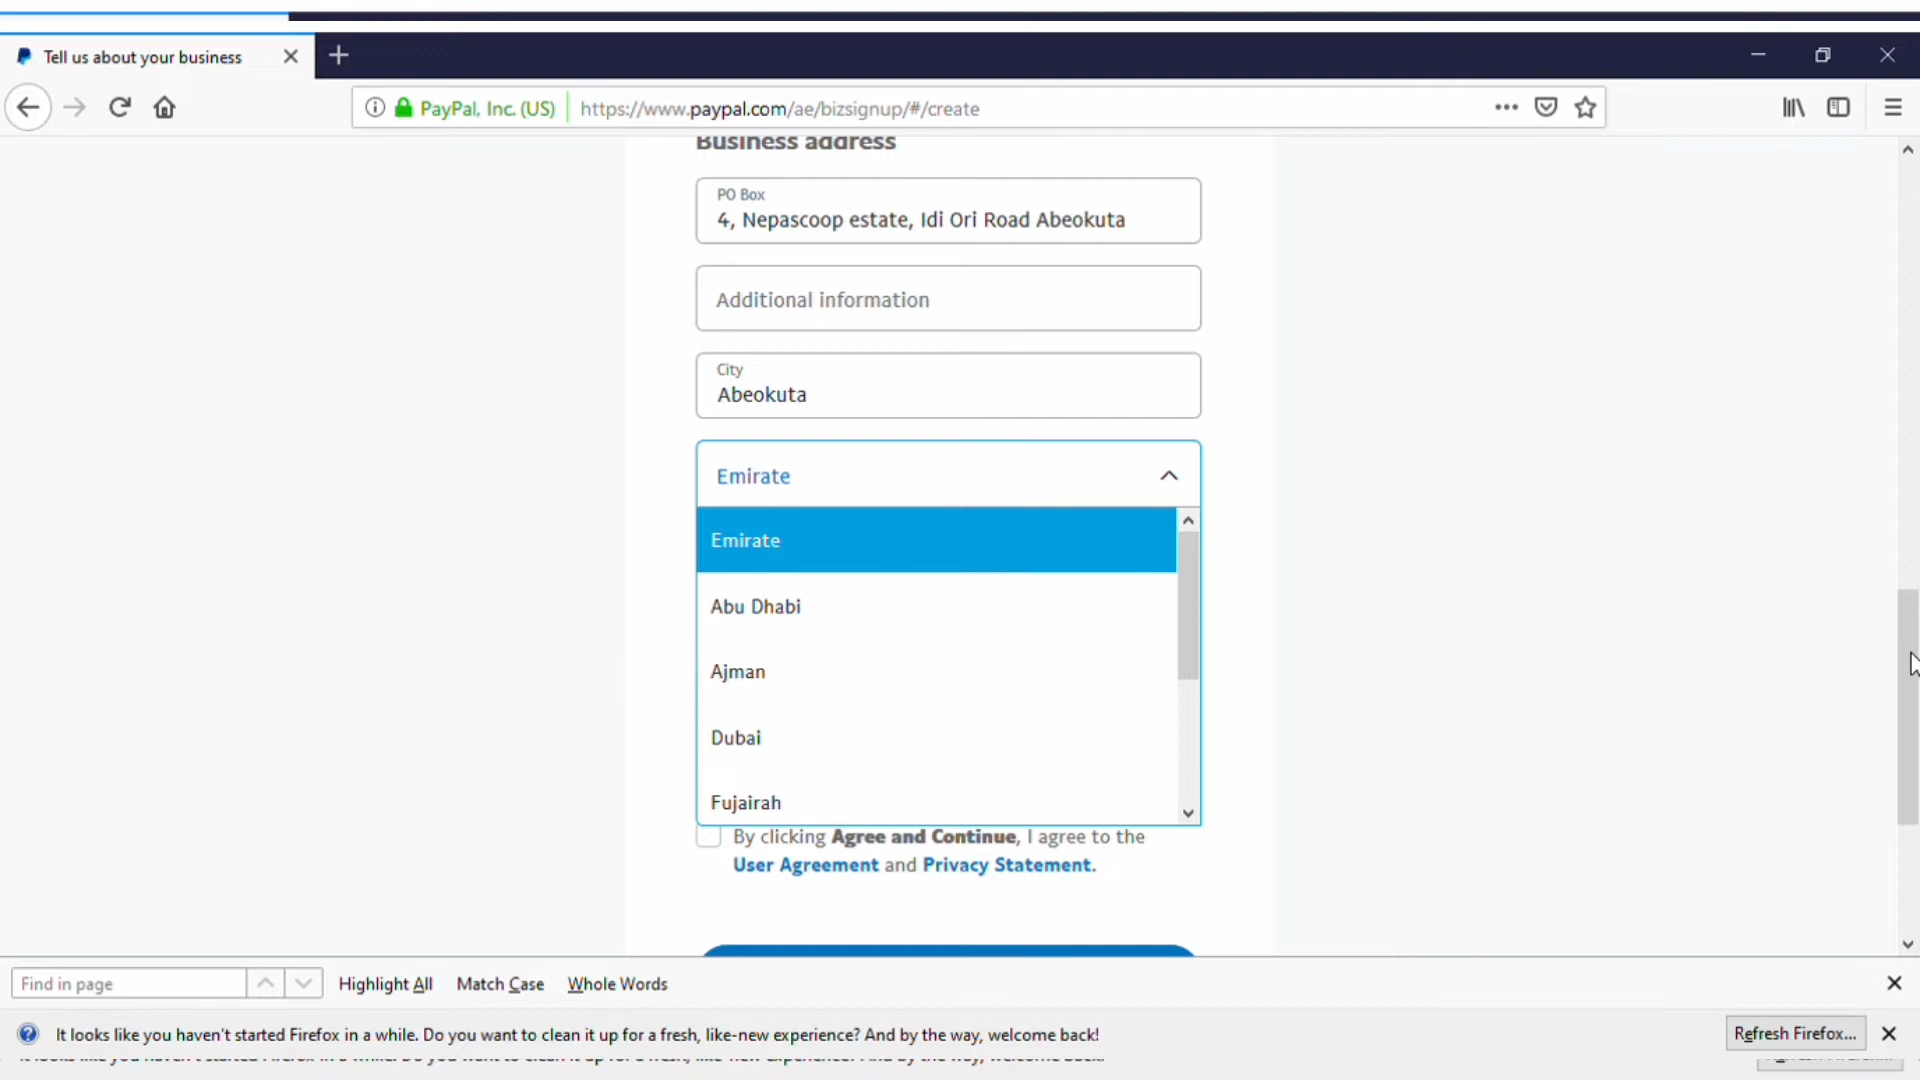 Tell us about your business
PayPal, Inc. (US)
https://www.paypal.com/ae/bizsignup/#/create
Business address
PO Box
4, Nepascoop estate, Idi Ori Road Abeokuta
Additional information
City
Abeokuta
Emirate
Emirate
Abu Dhabi
Ajman
Dubai
Fujairah
By clicking Agree and Continue, I agree to the
User Agreement and Privacy Statement.
Find in page
Highlight All
Match Case
Whole Words
It looks like you haven't started Firefox in a while. Do you want to clean it up for a fresh, like-new experience? And by the way, welcome back!
Refresh Firefox...